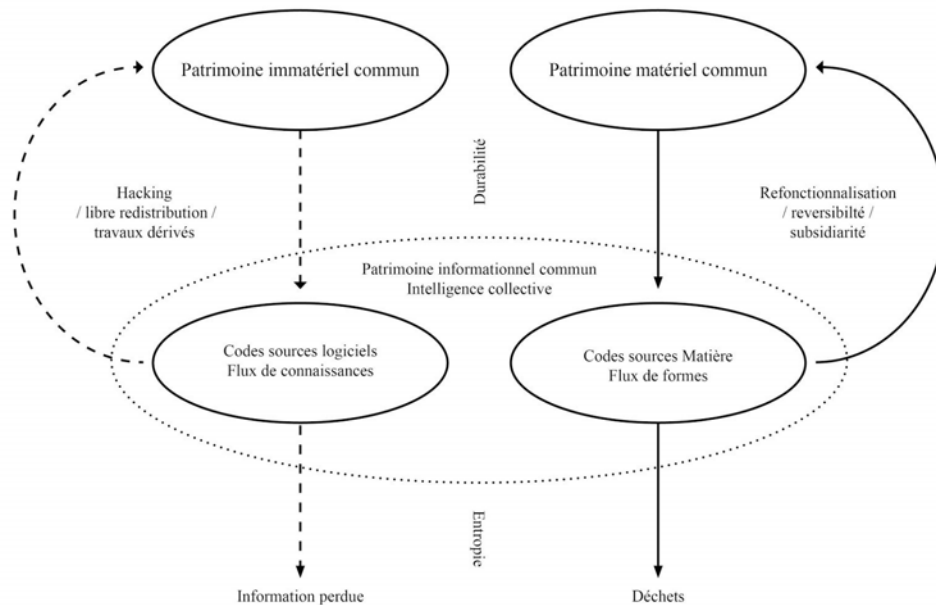 Patrimoine immatériel commun
Patrimoine matériel commun
Durabilité
Hacking
/ libre redistribution /
travaux dérivés
Refonctionnalisation
/ reversibilté /
subsidiarité
Patrimoine informationnel commun
Intelligence collective
Codes sources logiciels
Flux de connaissances
Codes sources Matière
Flux de formes
Entropie
Information perdue
Déchets